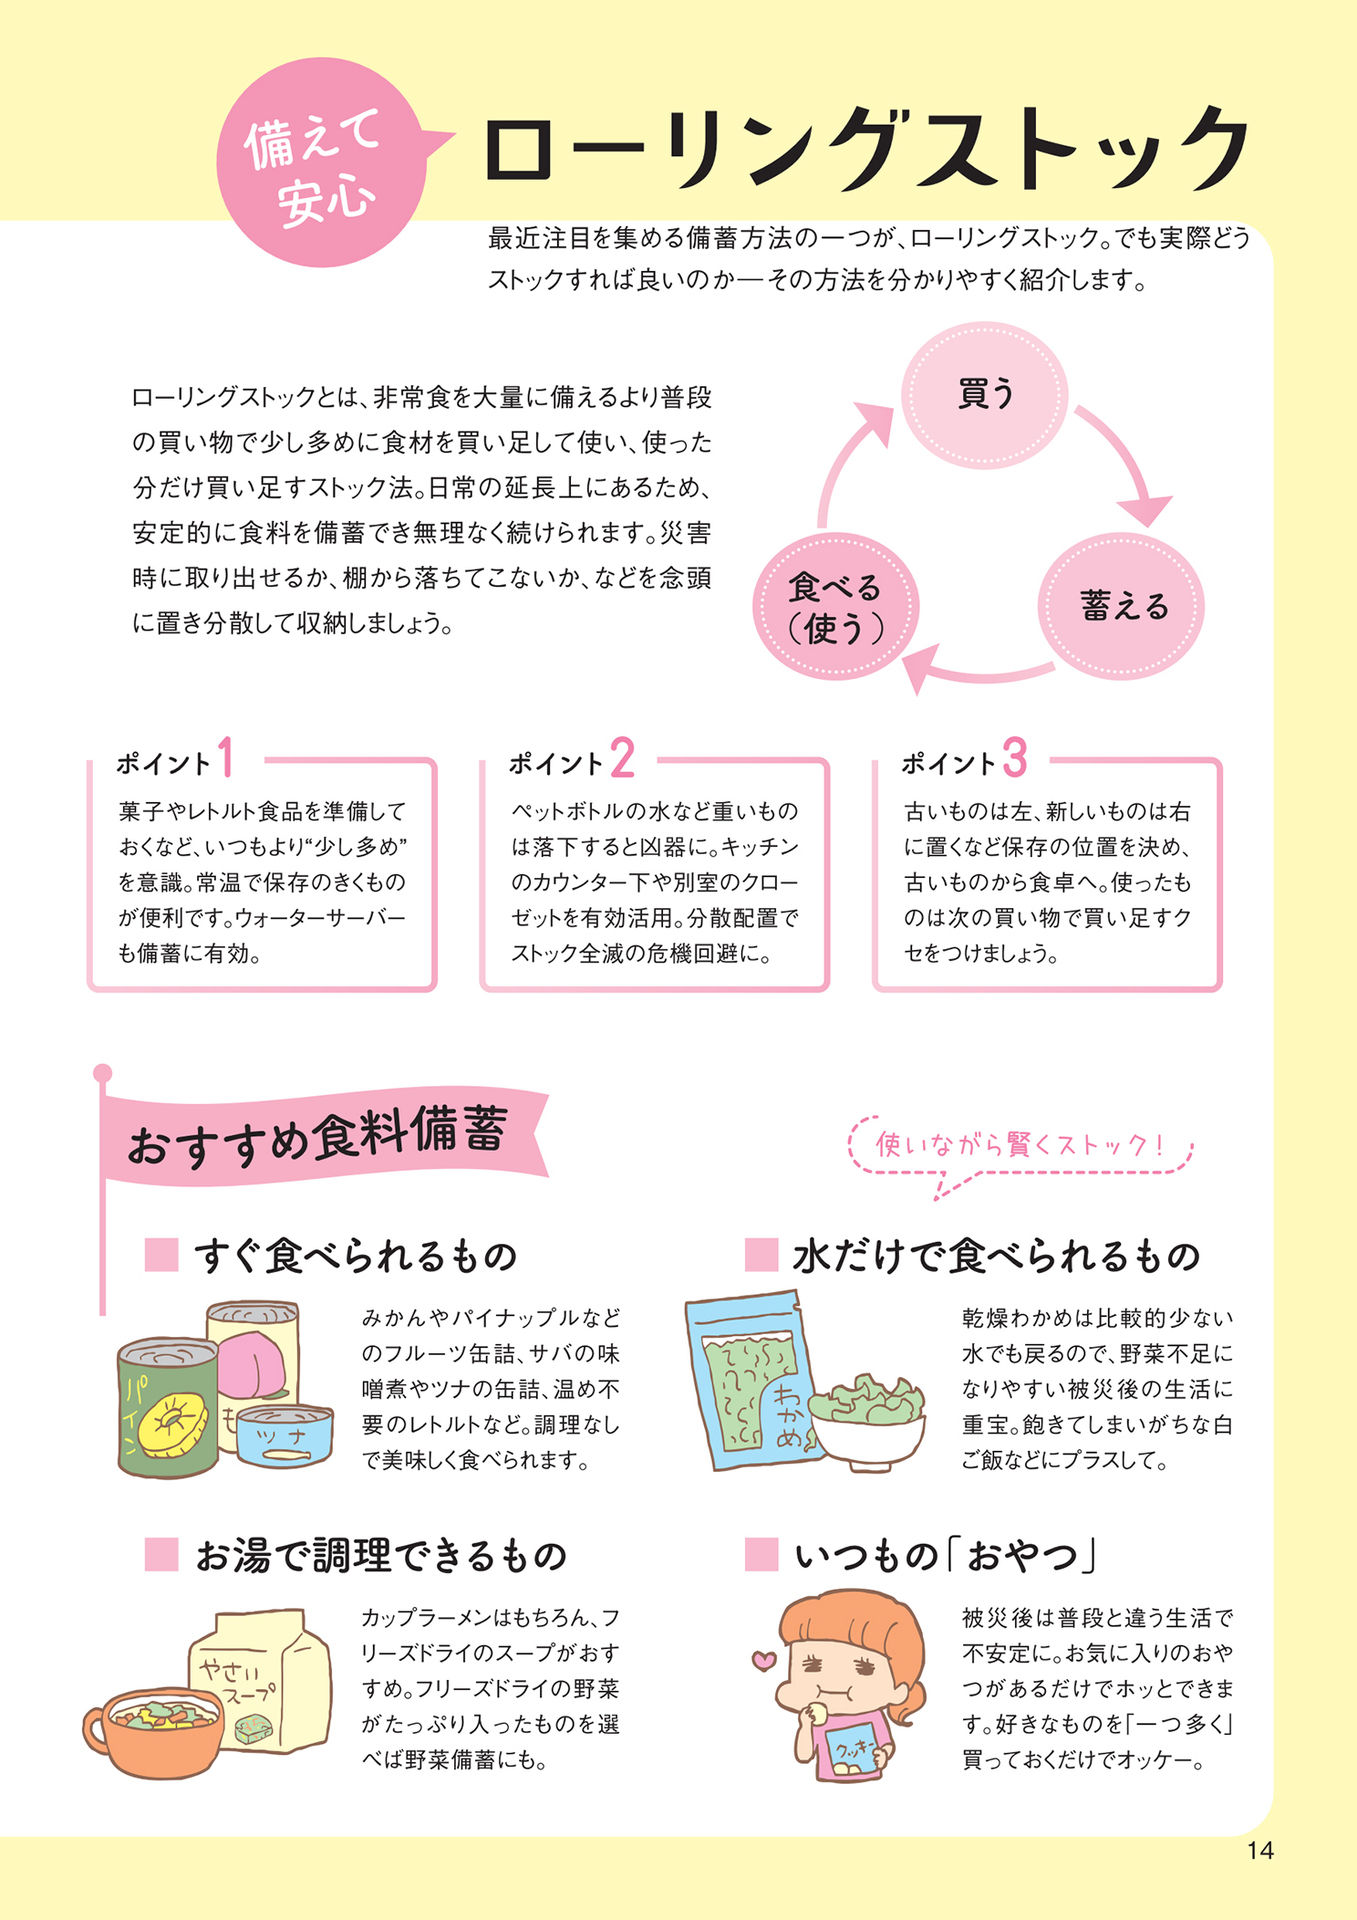 備えて
安心
ローリングストック
最近注目を集める備蓄方法の一つが、ローリングストック。でも実際どう
ストックすれば良いのか―その方法を分かりやすく紹介します。
ローリングストックとは、非常食を大量に備えるより普段
の買い物で少し多めに食材を買い足して使い、使った
分だけ買い足すストック法。日常の延長上にあるため、
安定的に食料を備蓄でき無理なく続けられます。災害
時に取り出せるか、棚から落ちてこないか、などを念頭
に置き分散して収納しましょう。
買う
蓄える
食べる
（使う）
ポイント1
菓子やレトルト食品を準備して
おくなど、いつもより“少し多め”
を意識。常温で保存のきくもの
が便利です。ウォーターサーバー
も備蓄に有効。
ポイント2
ペットボトルの水など重いもの
は落下すると凶器に。キッチン
のカウンター下や別室のクロー
ゼットを有効活用。分散配置で
ストック全滅の危機回避に。
ポイント3
古いものは左、新しいものは右
に置くなど保存の位置を決め、
古いものから食卓へ。使ったも
のは次の買い物で買い足すク
セをつけましょう。
おすすめ食料備蓄
使いながら賢くストック！
すぐ食べられるもの
パイン
も
ツナ
みかんやパイナップルなど
のフルーツ缶詰、サバの味
噌煮やツナの缶詰、温め不
要のレトルトなど。調理なし
で美味しく食べられます。
水だけで食べられるもの
わかめ
乾燥わかめは比較的少ない
水でも戻るので、野菜不足に
なりやすい被災後の生活に
重宝。飽きてしまいがちな白
ご飯などにプラスして。
お湯で調理できるもの
やさい
スープ
カップラーメンはもちろん、フ
リーズドライのスープがおす
すめ。フリーズドライの野菜
がたっぷり入ったものを選
べば野菜備蓄にも。
いつもの「おやつ」
クッキー
被災後は普段と違う生活で
不安定に。お気に入りのおや
つがあるだけでホッとできま
す。好きなものを「一つ多く」
買っておくだけでオッケー。
14